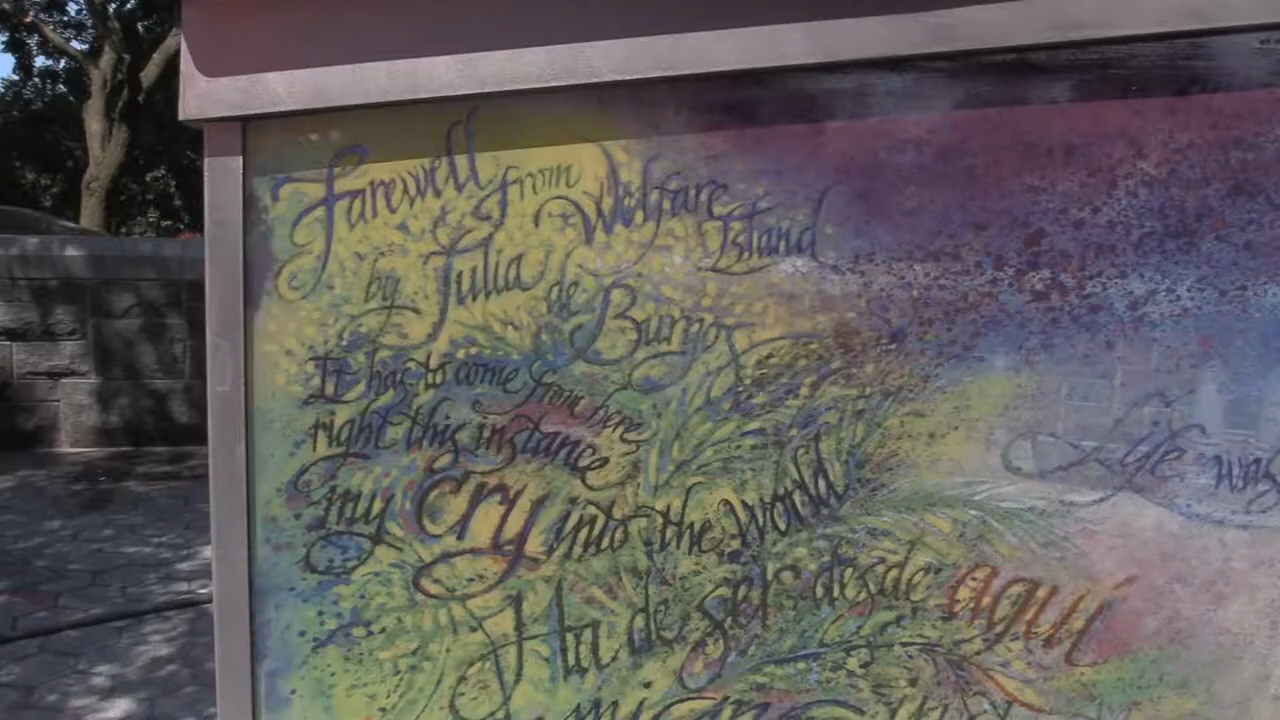 Farewell from Welfare Island
by Julia de Burgos
It has to come from here
right this instance
my cry into the world
Ha de ser desde aquí
He was